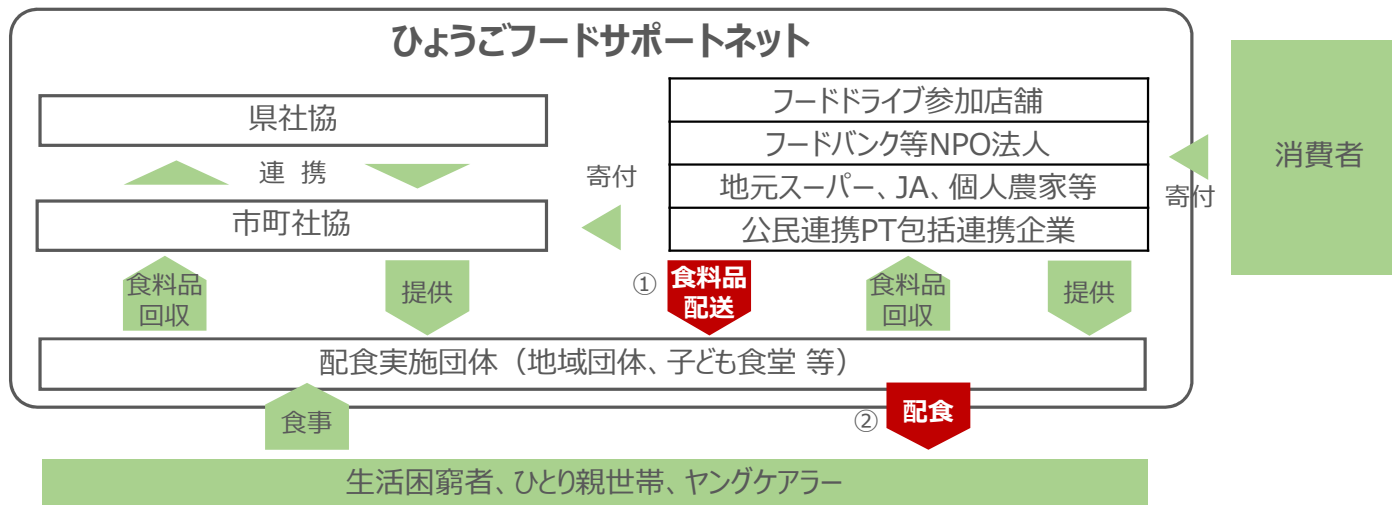 ひょうごフードサポートネット
県社協
連 携
市町社協
フードドライブ参加店舗
フードバンク等NPO法人
地元スーパー、JA、個人農家等
公民連携PT包括連携企業
寄付
寄付
消費者
食料品
回収
提供
①
食料品
配送
食料品
回収
提供
配食実施団体（地域団体、子ども食堂 等）
食事
②
配食
生活困窮者、ひとり親世帯、ヤングケアラー